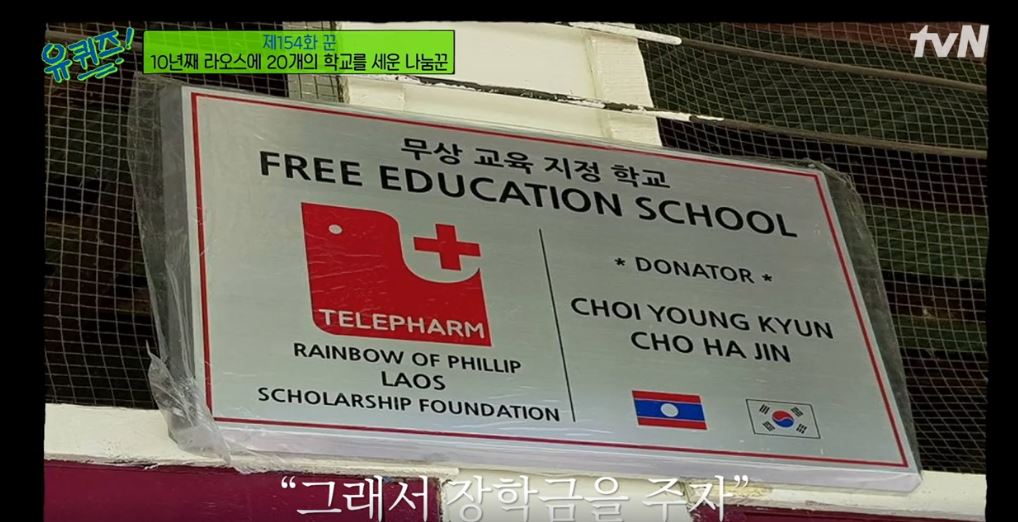 유퀴즈!
제154화 꾼
10년째 라오스에 20개의 학교를 세운 나눔꾼
tvN
무상 교육 지정 학교
FREE EDUCATION SCHOOL
TELEPHARM
RAINBOW OF PHILLIP
LAOS
SCHOLARSHIP FOUNDATION
* DONATOR *
CHOI YOUNG KYUN
CHO HA JIN
“그래서 장학금을 주자”